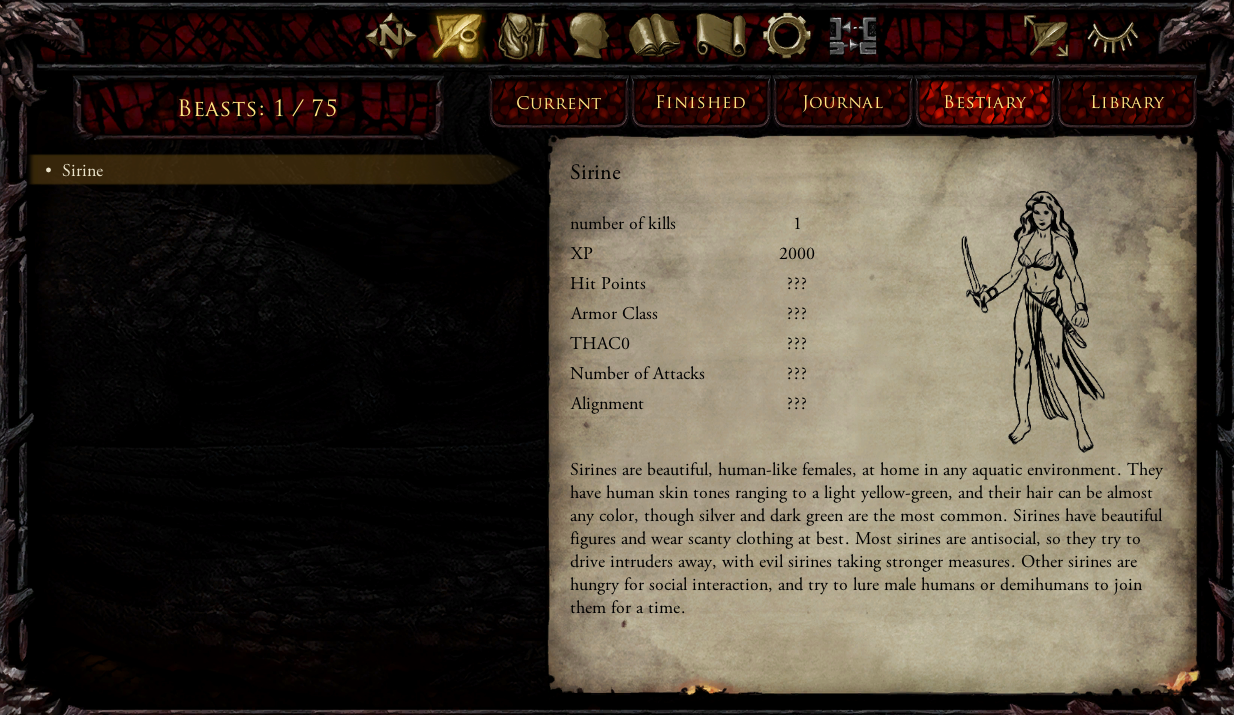 N
Beasts: 1 / 75
Current
Finished
Journal
Bestiary
Library
• Sirine
Sirine
number of kills 1
XP 2000
Hit Points ???
Armor Class ???
THAC0 ???
Number of Attacks ???
Alignment ???
Sirines are beautiful, human-like females, at home in any aquatic environment. They
have human skin tones ranging to a light yellow-green, and their hair can be almost
any color, though silver and dark green are the most common. Sirines have beautiful
figures and wear scanty clothing at best. Most sirines are antisocial, so they try to
drive intruders away, with evil sirines taking stronger measures. Other sirines are
hungry for social interaction, and try to lure male humans or demihumans to join
them for a time.